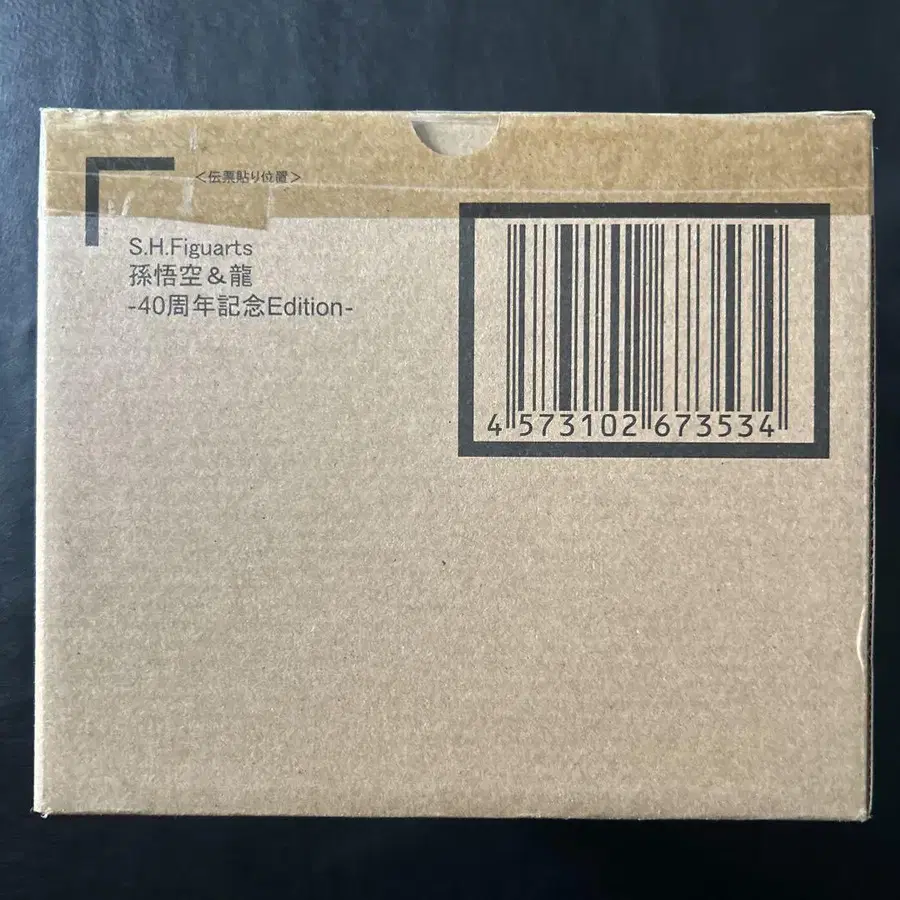 <伝票貼り位置>
S.H.Figuarts
孫悟空&龍
-40周年記念Edition-
4 573102 673534